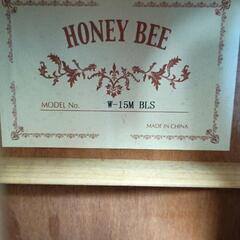 HONEY BEE
MODEL No. W-15M BLS
MADE IN CHINA